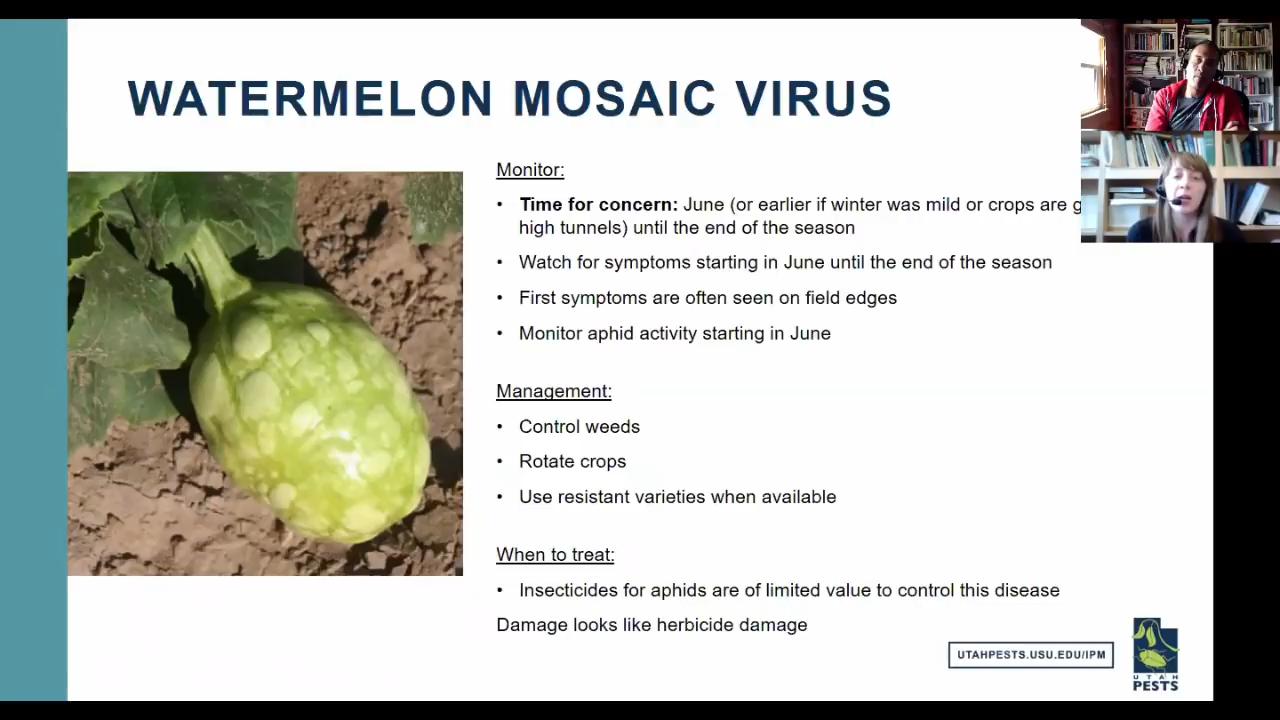 WATERMELON MOSAIC VIRUS
Monitor:
• Time for concern: June (or earlier if winter was mild or crops are
high tunnels) until the end of the season
• Watch for symptoms starting in June until the end of the season
• First symptoms are often seen on field edges
• Monitor aphid activity starting in June
Management:
• Control weeds
• Rotate crops
• Use resistant varieties when available
When to treat:
• Insecticides for aphids are of limited value to control this disease
Damage looks like herbicide damage
UTAHPESTS.USU.EDU/IPM
UTAH
PESTS